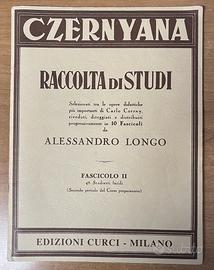 CZERNYANA
RACCOLTA DI STUDI
Selezionati tra le opere didattiche
più importanti di Carlo Czerny,
riveduti, diteggiati e distribuiti
progressivamente in 10 Fascicoli
da
ALESSANDRO LONGO
FASCICOLO II
Studietti facili
(Secondo periodo del Corso preparatorio)
EDIZIONI CURCI - MILANO